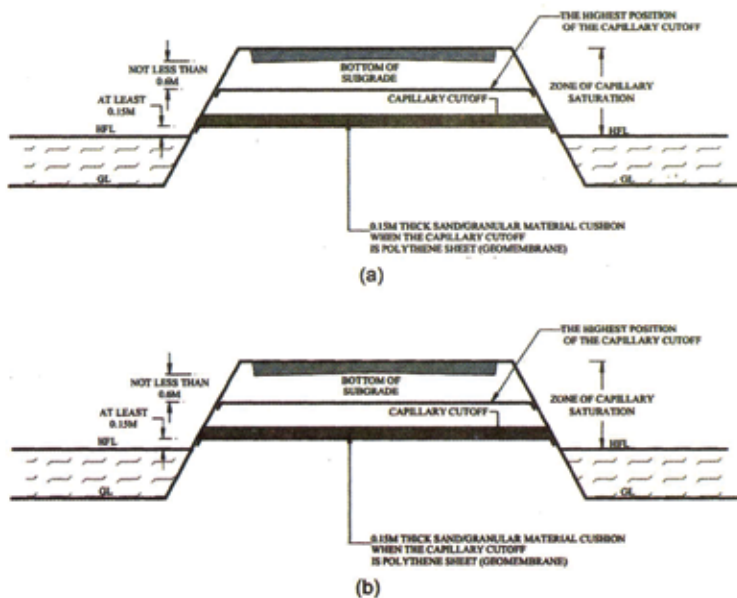 THE HIGHEST POSITION
OF THE CAPILLARY CUTOFF
NOT LESS THAN
0.6M
BOTTOM OF
SUBGRADE
ZONE OF CAPILLARY
SATURATION
AT LEAST
0.15M
CAPILLARY CUTOFF
HFL
HFL
GL
GL
0.15M THICK SAND/GRANULAR MATERIAL CUSHION
WHEN THE CAPILLARY CUTOFF
IS POLYTHENE SHEET (GEOMEMBRANE)
(a)
THE HIGHEST POSITION
OF THE CAPILLARY CUTOFF
NOT LESS THAN
0.6M
BOTTOM OF
SUBGRADE
ZONE OF CAPILLARY
SATURATION
AT LEAST
0.15M
CAPILLARY CUTOFF
HFL
HFL
GL
GL
0.15M THICK SAND/GRANULAR MATERIAL CUSHION
WHEN THE CAPILLARY CUTOFF
IS POLYTHENE SHEET (GEOMEMBRANE)
(b)